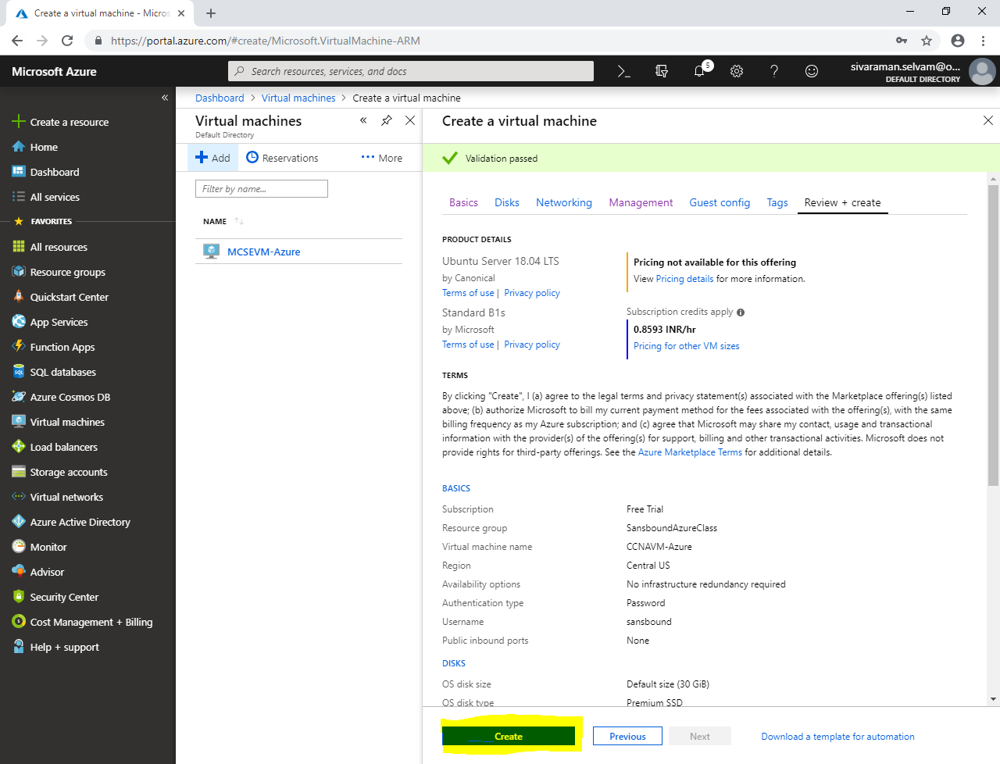 Create a virtual machine - Micros
https://portal.azure.com/#create/Microsoft.VirtualMachine-ARM
Microsoft Azure
Search resources, services, and docs
5
sivaraman.selvam@o...
DEFAULT DIRECTORY
Create a resource
Home
Dashboard
All services
FAVORITES
All resources
Resource groups
Quickstart Center
App Services
Function Apps
SQL databases
Azure Cosmos DB
Virtual machines
Load balancers
Storage accounts
Virtual networks
Azure Active Directory
Monitor
Advisor
Security Center
Cost Management + Billing
Help + support
Dashboard > Virtual machines > Create a virtual machine
Virtual machines
Default Directory
Add Reservations ••• More
Filter by name...
NAME
MCSEVM-Azure
Create a virtual machine
Validation passed
Basics Disks Networking Management Guest config Tags Review + create
PRODUCT DETAILS
Ubuntu Server 18.04 LTS
by Canonical
Terms of use | Privacy policy
Pricing not available for this offering
View Pricing details for more information.
Standard B1s
by Microsoft
Terms of use | Privacy policy
Subscription credits apply
0.8593 INR/hr
Pricing for other VM sizes
TERMS
By clicking "Create", I (a) agree to the legal terms and privacy statement(s) associated with the Marketplace offering(s) listed
above; (b) authorize Microsoft to bill my current payment method for the fees associated with the offering(s), with the same
billing frequency as my Azure subscription; and (c) agree that Microsoft may share my contact, usage and transactional
information with the provider(s) of the offering(s) for support, billing and other transactional activities. Microsoft does not
provide rights for third-party offerings. See the Azure Marketplace Terms for additional details.
BASICS
Subscription Free Trial
Resource group SansboundAzureClass
Virtual machine name CCNAVM-Azure
Region Central US
Availability options No infrastructure redundancy required
Authentication type Password
Username sansbound
Public inbound ports None
DISKS
OS disk size Default size (30 GiB)
OS disk type Premium SSD
Create Previous Next Download a template for automation